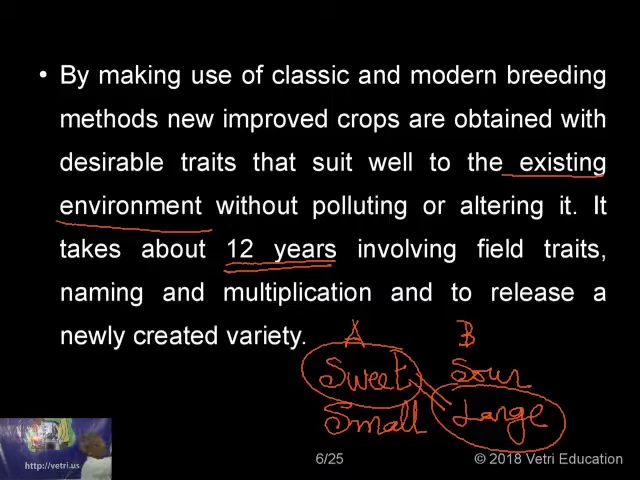 • By making use of classic and modern breeding
methods new improved crops are obtained with
desirable traits that suit well to the existing
environment without polluting or altering it. It
takes about 12 years involving field traits,
naming and multiplication and to release a
newly created variety.
A B
Sweet Sour
Small Large
http://vetri.us
6/25 © 2018 Vetri Education